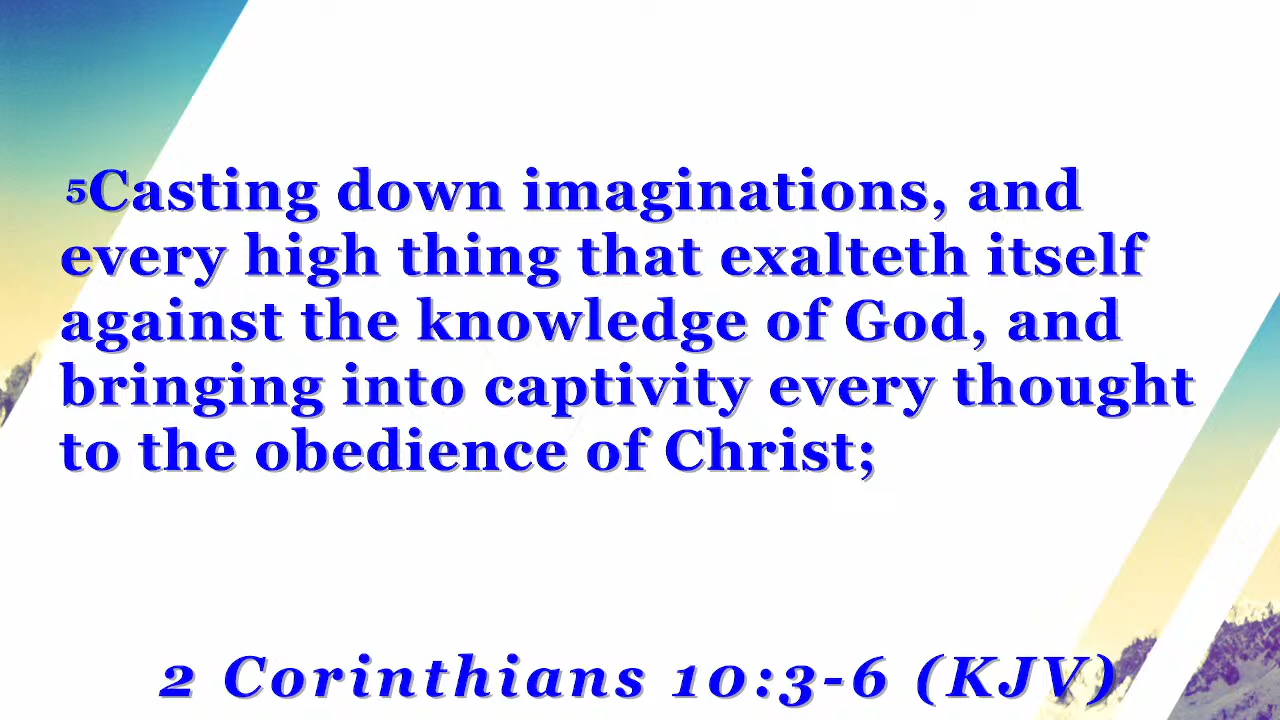 ⁵Casting down imaginations, and
every high thing that exalteth itself
against the knowledge of God, and
bringing into captivity every thought
to the obedience of Christ;
2 Corinthians 10:3-6 (KJV)